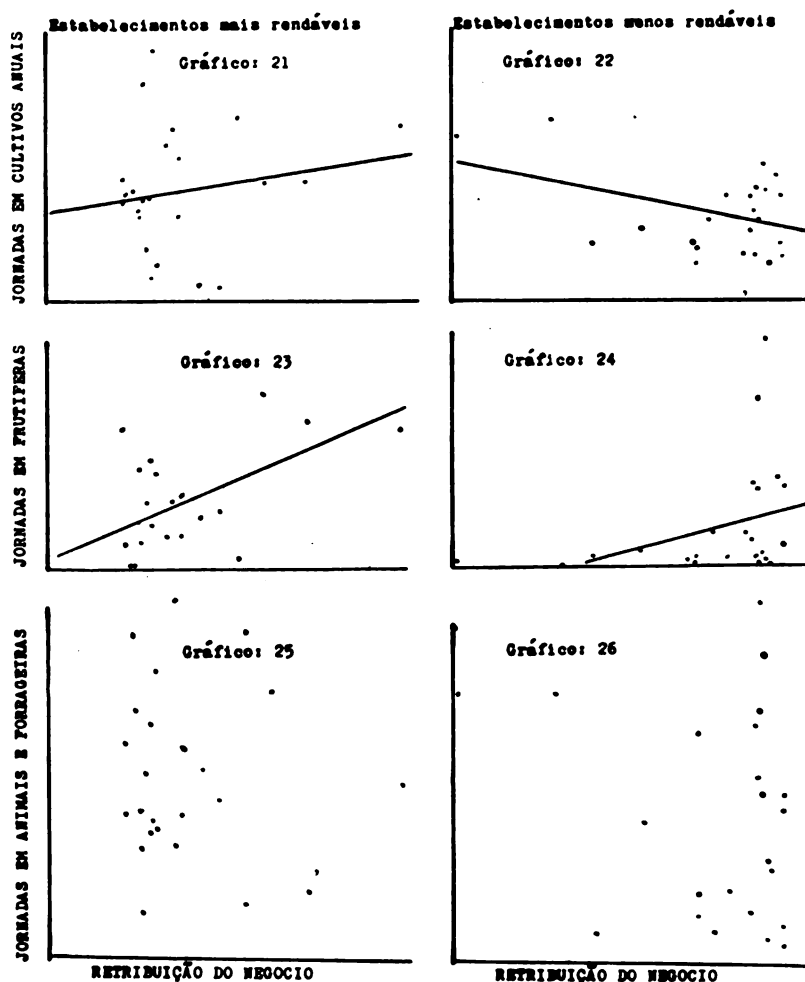 Estabelecimentos mais rendáveis
Estabelecimentos menos rendáveis
JORNADAS EM CULTIVOS ANUAIS
Gráfico: 21
Gráfico: 22
JORNADAS EM FRUTIFERAS
Gráfico: 23
Gráfico: 24
JORNADAS EM ANIMAIS E FORRAGEIRAS
Gráfico: 25
Gráfico: 26
RETRIBUIÇÃO DO NEGOCIO
RETRIBUIÇÃO DO NEGOCIO